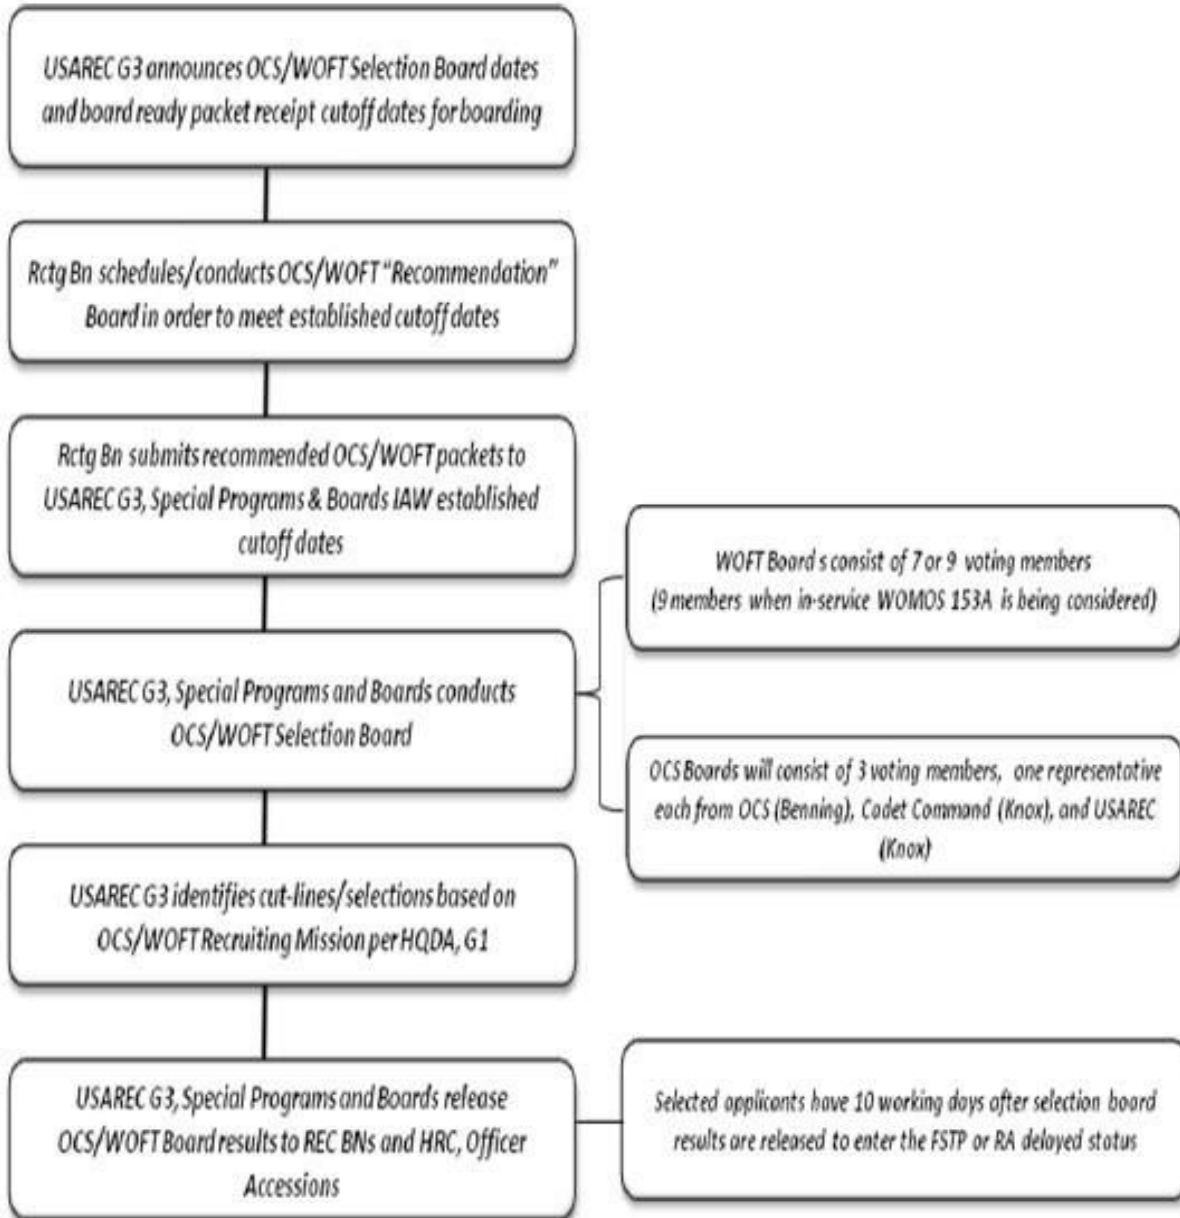 USAREC G3 announces OCS/WOFT Selection Board dates
and board ready packet receipt cutoff dates for boarding
Rctg Bn schedules/conducts OCS/WOFT “Recommendation”
Board in order to meet established cutoff dates
Rctg Bn submits recommended OCS/WOFT packets to
USAREC G3, Special Programs & Boards IAW established
cutoff dates
USAREC G3, Special Programs and Boards conducts
OCS/WOFT Selection Board
WOFT Board s consist of 7 or 9 voting members
(9 members when in-service WOMOS 153A is being considered)
OCS Boards will consist of 3 voting members, one representative
each from OCS (Benning), Cadet Command (Knox), and USAREC
(Knox)
USAREC G3 identifies cut-lines/selections based on
OCS/WOFT Recruiting Mission per HQDA, G1
USAREC G3, Special Programs and Boards release
OCS/WOFT Board results to REC BNs and HRC, Officer
Accessions
Selected applicants have 10 working days after selection board
results are released to enter the FSTP or RA delayed status